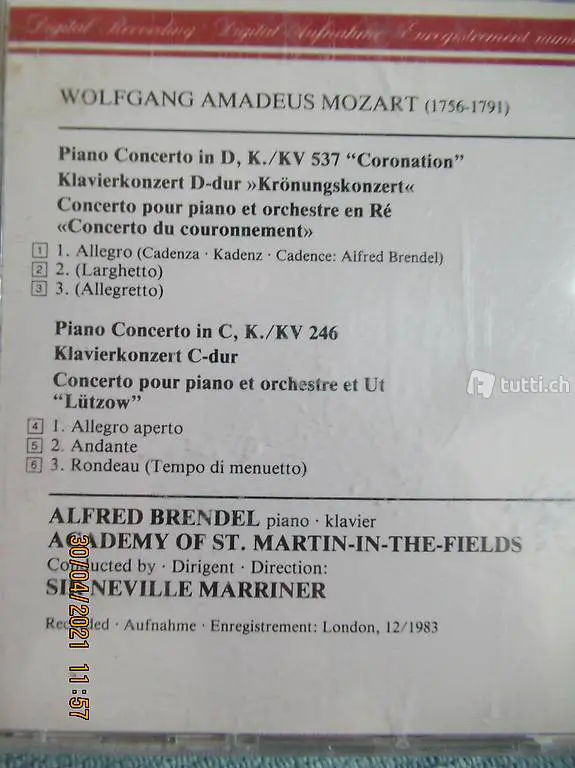 Digital Recording · Digital Aufnahme · Enregistrement
WOLFGANG AMADEUS MOZART (1756-1791)
Piano Concerto in D, K./KV 537 “Coronation”
Klavierkonzert D-dur »Krönungskonzert«
Concerto pour piano et orchestre en Ré
«Concerto du couronnement»
1 1. Allegro (Cadenza · Kadenz · Cadence: Alfred Brendel)
2 2. (Larghetto)
3 3. (Allegretto)
Piano Concerto in C, K./KV 246
Klavierkonzert C-dur
Concerto pour piano et orchestre et Ut
“Lützow”
4 1. Allegro aperto
5 2. Andante
6 3. Rondeau (Tempo di menuetto)
tutti.ch
ALFRED BRENDEL piano · klavier
ACADEMY OF ST. MARTIN-IN-THE-FIELDS
Conducted by · Dirigent · Direction:
SIR NEVILLE MARRINER
Recorded · Aufnahme · Enregistrement: London, 12/1983
30/04/2021 11:57